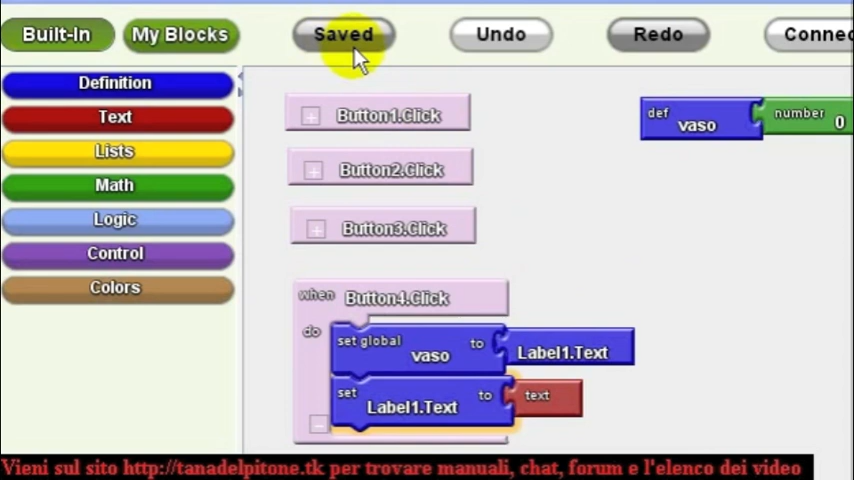 Built-In My Blocks Saved Undo Redo
Definition
Text
Lists
Math
Logic
Control
Colors
Button1.Click
Button2.Click
Button3.Click
def vaso number 0
when Button4.Click
do set global vaso to Label1.Text
set Label1.Text to text
Vieni sul sito http://tanadelpitone.tk per trovare manuali, chat, forum e l'elenco dei video